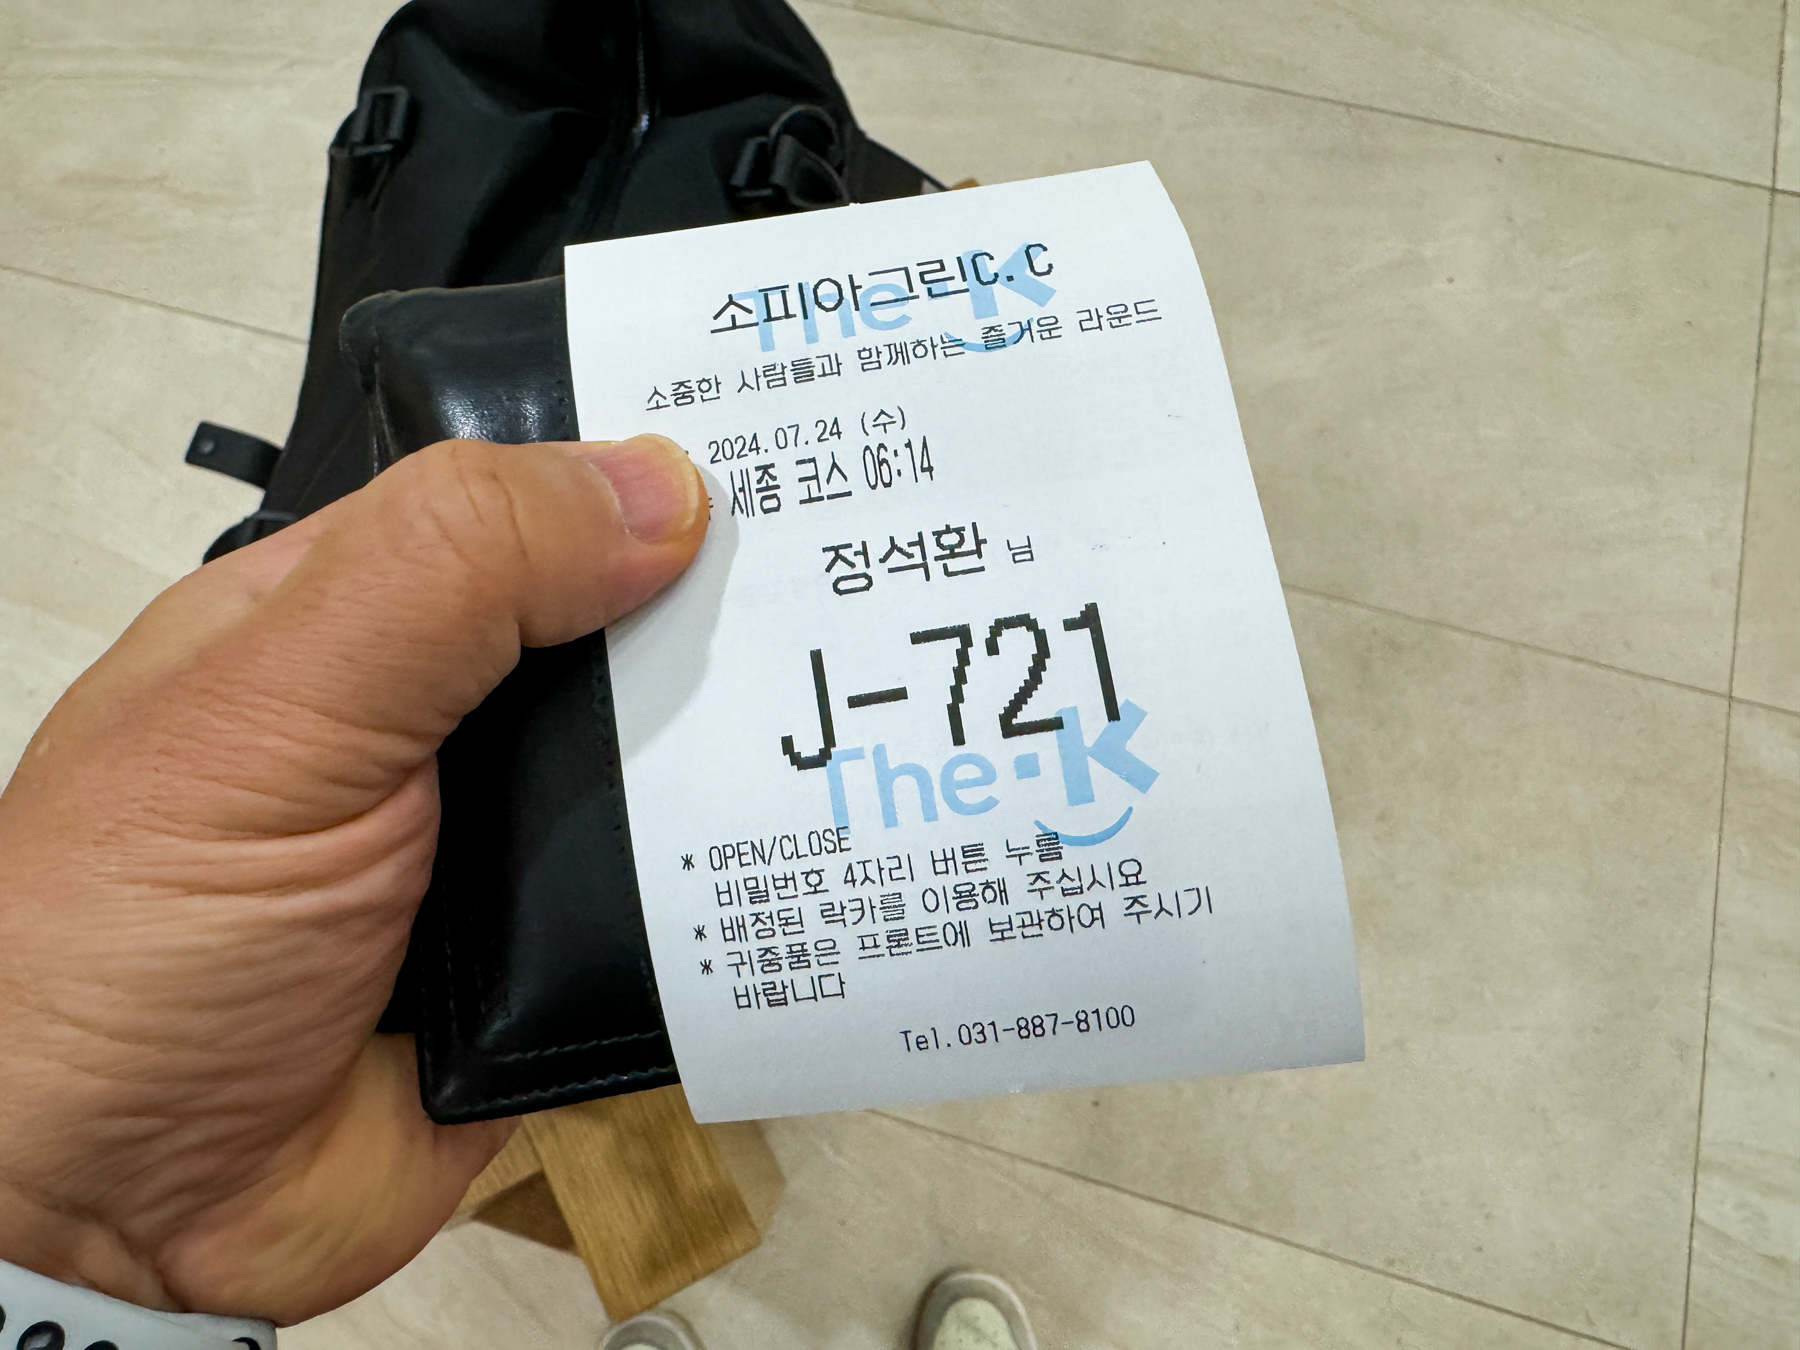 소피아그린C.C
소중한 사람들과 함께하는 즐거운 라운드
2024.07.24 (수)
세종 코스 06:14
정석환 님
J-721
The·K
The·K
* OPEN/CLOSE
비밀번호 4자리 버튼 누름
* 배정된 락카를 이용해 주십시요
* 귀중품은 프론트에 보관하여 주시기
바랍니다
Tel.031-887-8100